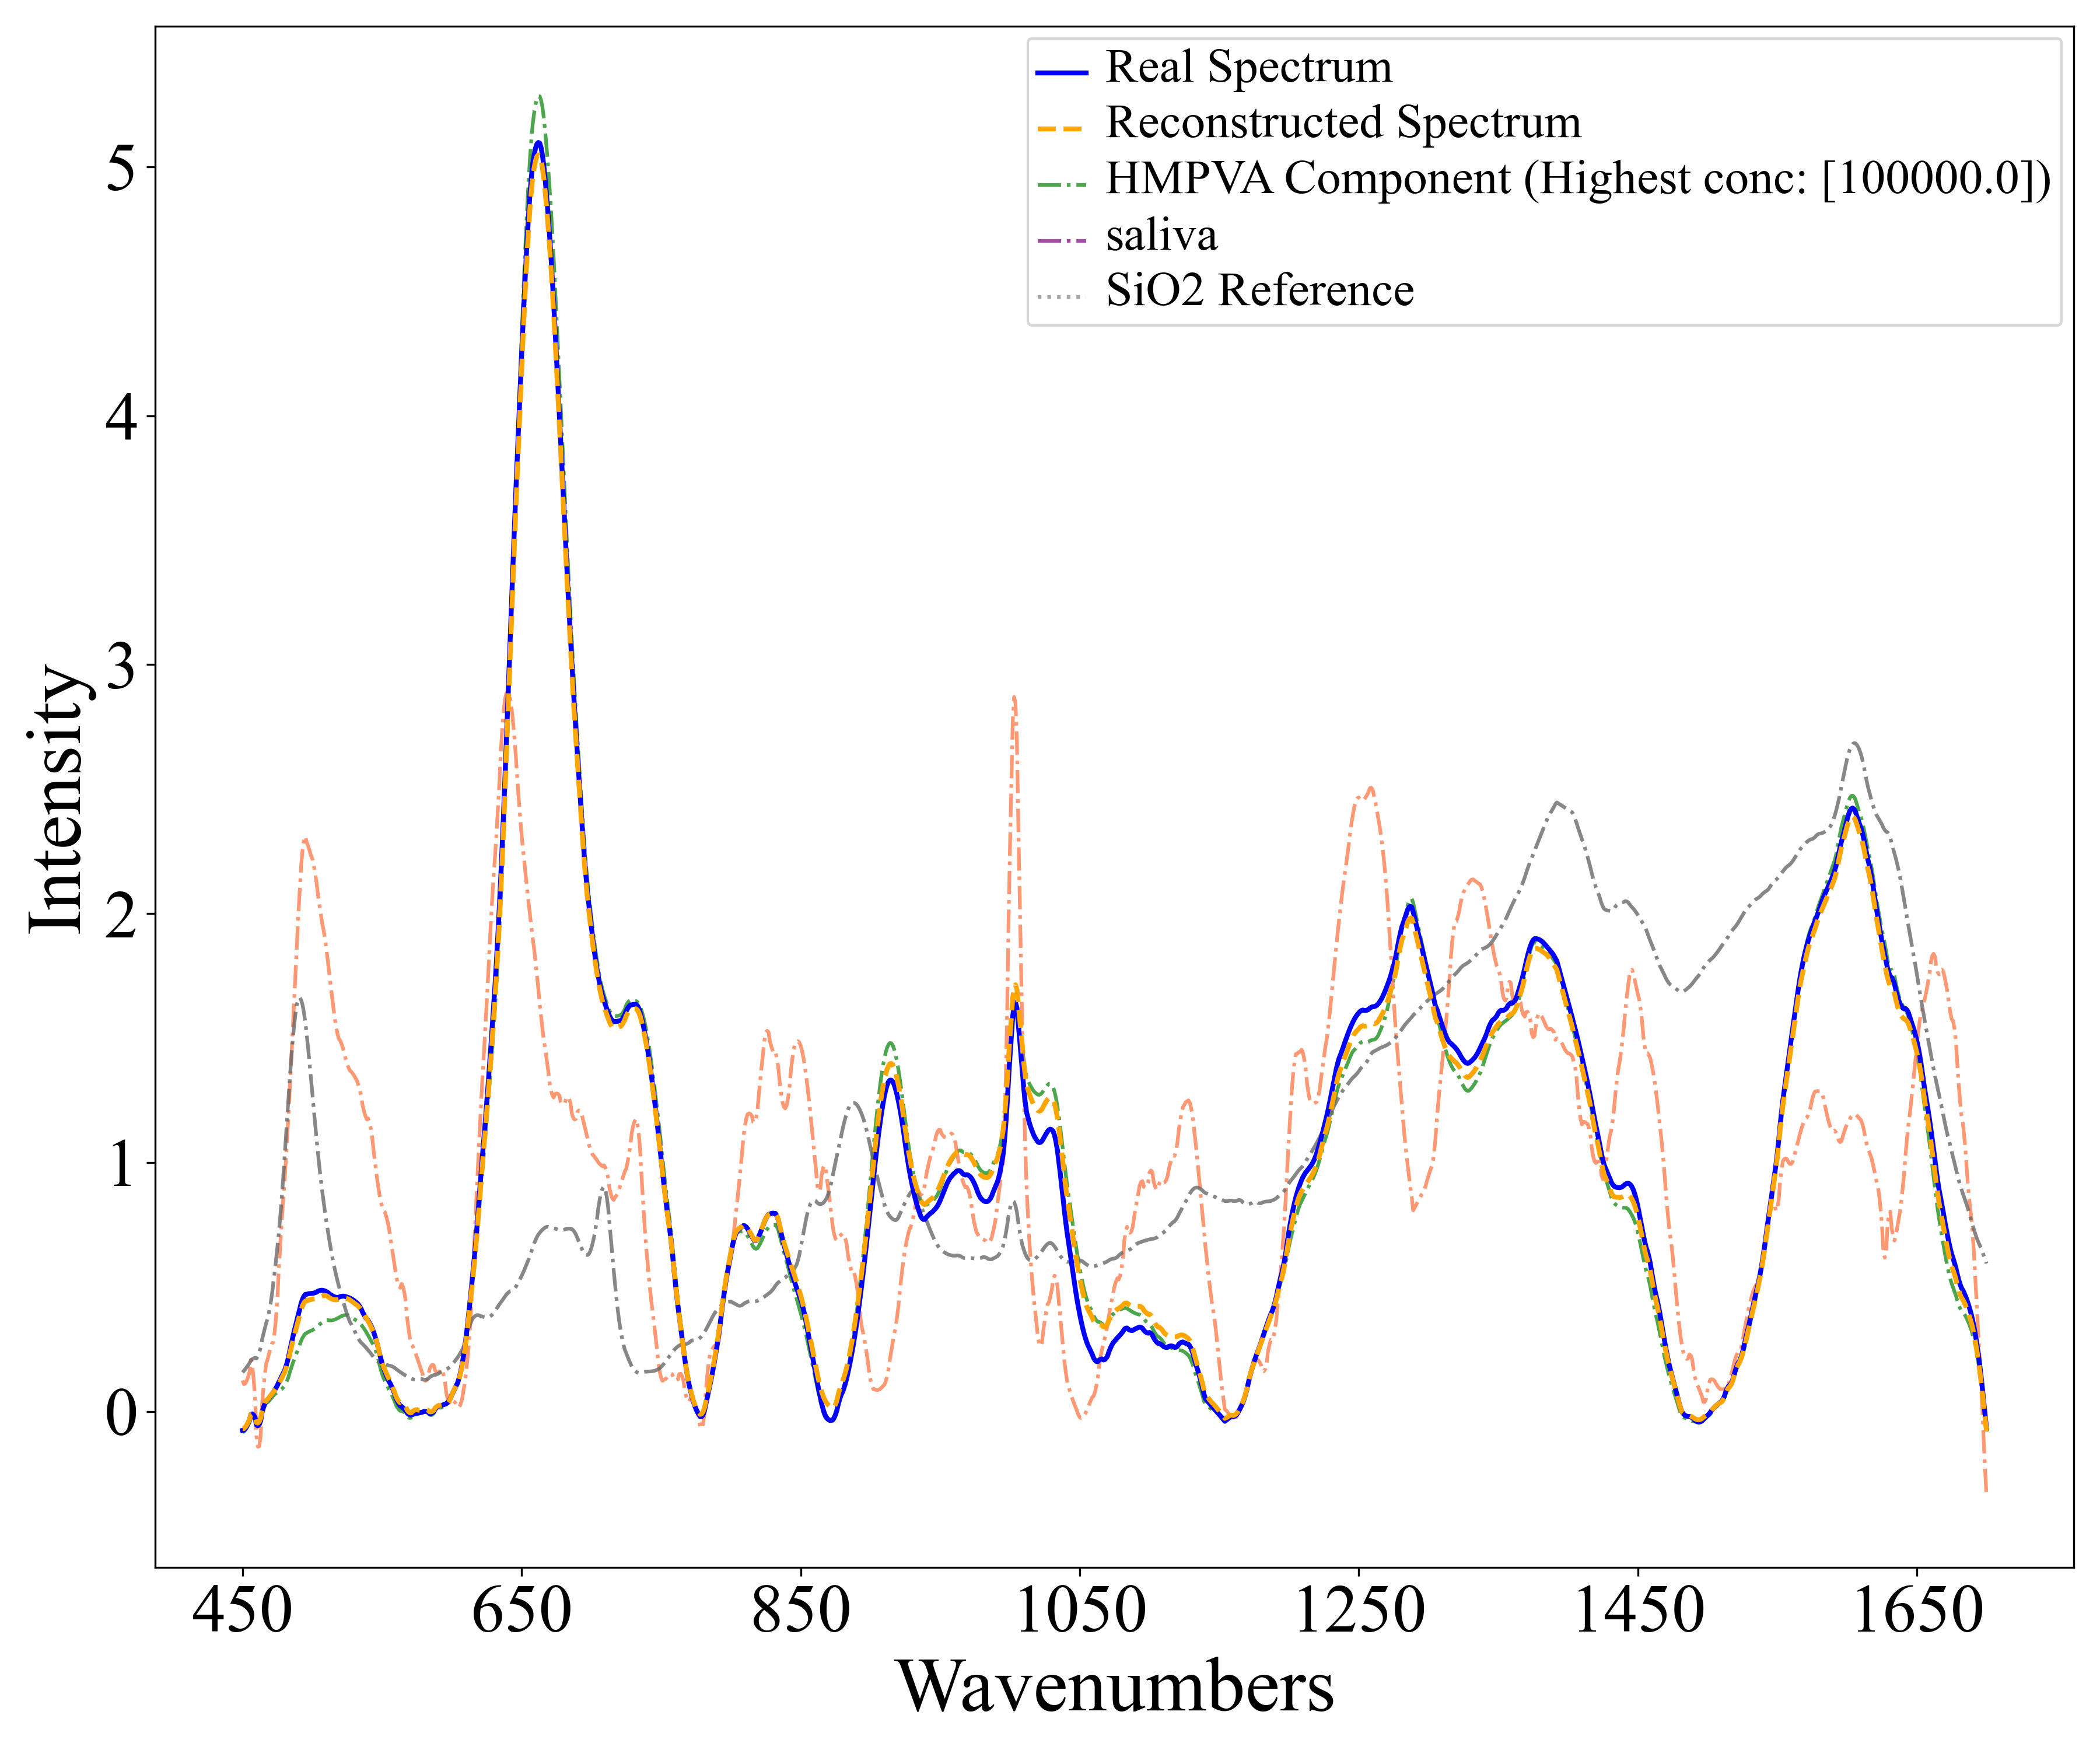 Real Spectrum
Reconstructed Spectrum
HMPVA Component (Highest conc: [100000.0])
saliva
SiO2 Reference
Intensity
5
4
3
2
1
0
450 650 850 1050 1250 1450 1650
Wavenumbers